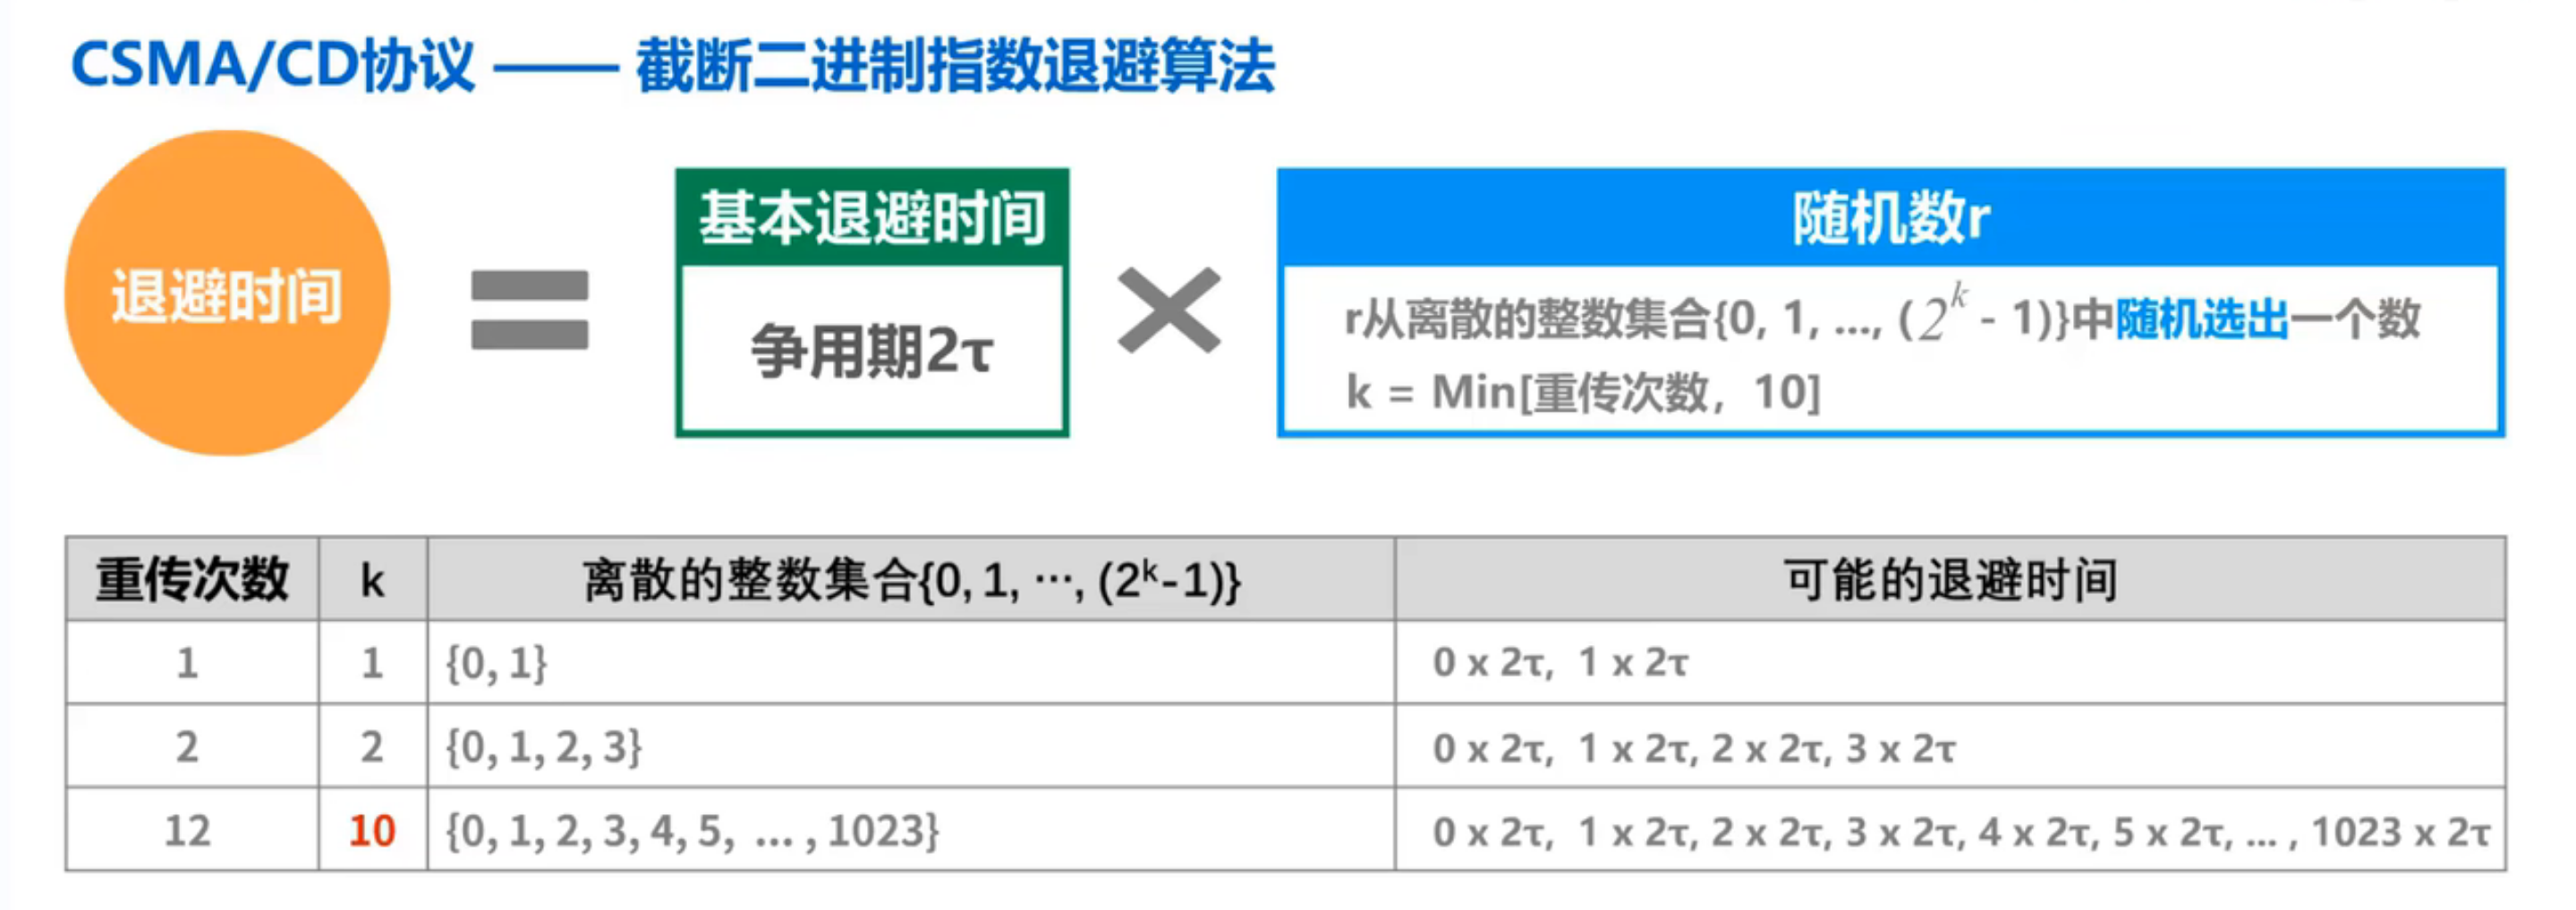 CSMA/CD协议 —— 截断二进制指数退避算法
退避时间
=
基本退避时间
争用期2τ
×
随机数r
r从离散的整数集合{0, 1, ..., (2^k - 1)}中随机选出一个数
k = Min[重传次数，10]
重传次数 k 离散的整数集合{0, 1, ···, (2ᵏ-1)} 可能的退避时间
1 1 {0, 1} 0 x 2τ, 1 x 2τ
2 2 {0, 1, 2, 3} 0 x 2τ, 1 x 2τ, 2 x 2τ, 3 x 2τ
12 10 {0, 1, 2, 3, 4, 5, ... , 1023} 0 x 2τ, 1 x 2τ, 2 x 2τ, 3 x 2τ, 4 x 2τ, 5 x 2τ, ... , 1023 x 2τ